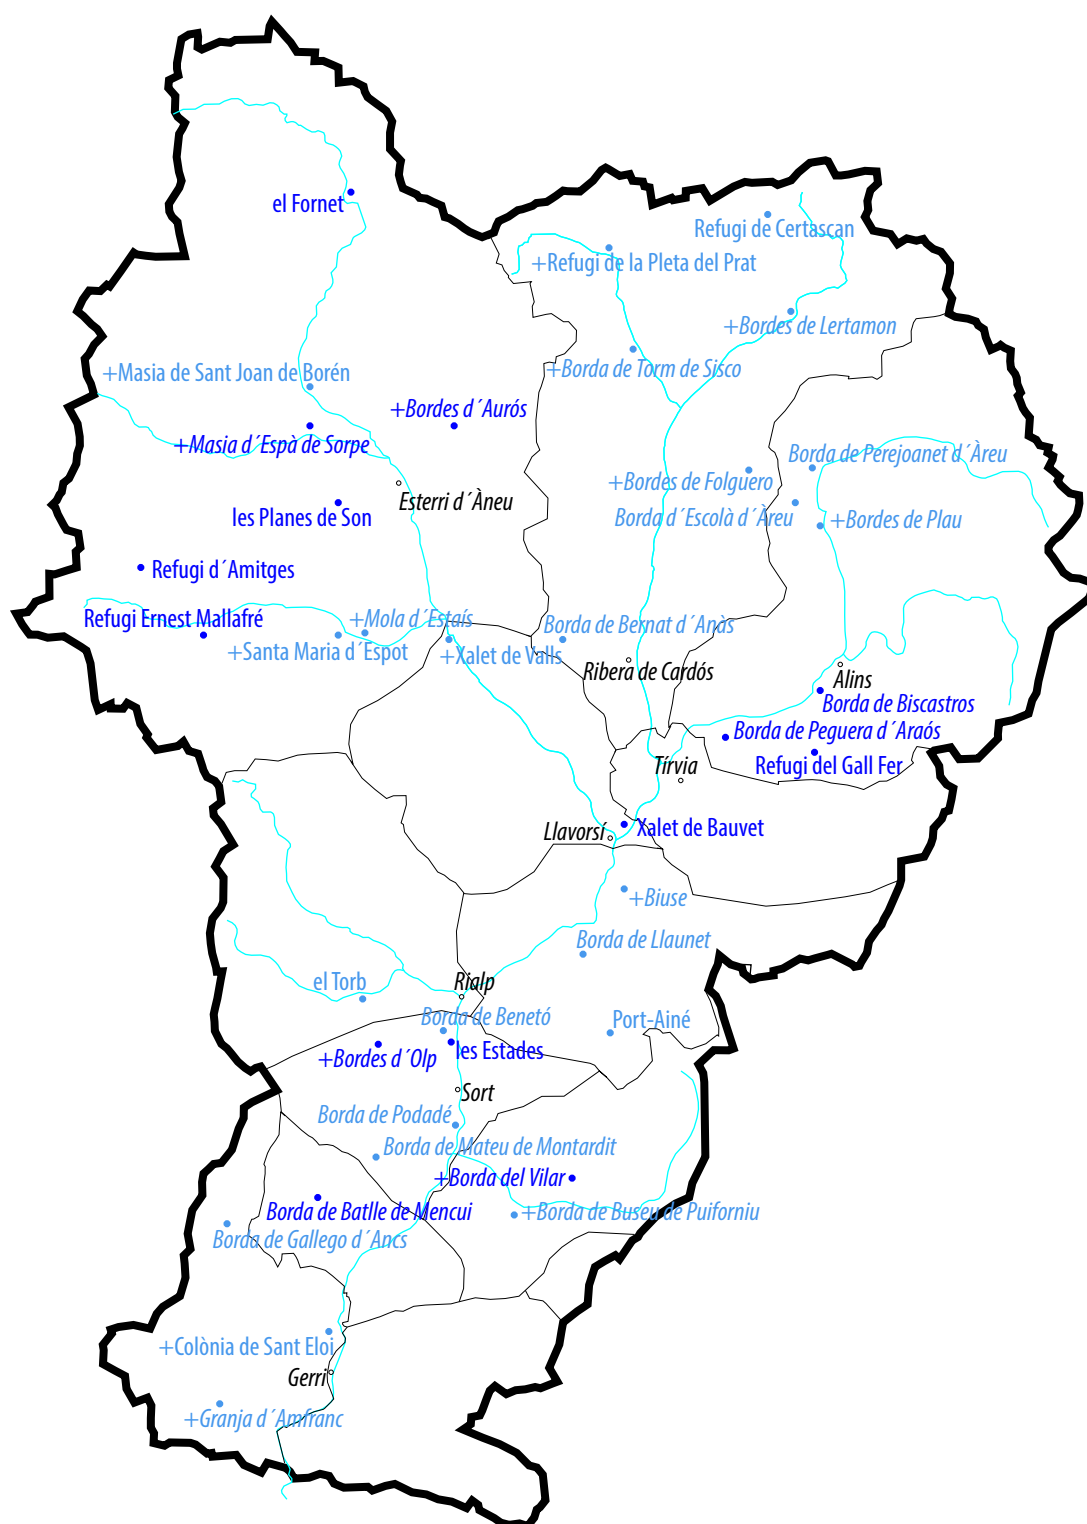 el Fornet
Refugi de Certascan
+Refugi de la Pleta del Prat
+Bordes de Lertamon
+Masia de Sant Joan de Borén
+Borda de Torm de Sisco
+Bordes d´Aurós
+Masia d´Espà de Sorpe
Borda de Perejoanet d´Àreu
+Bordes de Folguero
Esterri d´Àneu
les Planes de Son
Borda d´Escolà d´Àreu
+Bordes de Plau
Refugi d´Amitges
Refugi Ernest Mallafré
+Mola d´Estaís
Borda de Bernat d´Anàs
+Santa Maria d´Espot
+Xalet de Valls
Ribera de Cardós
Àlins
Borda de Biscastros
Borda de Peguera d´Araós
Tírvia
Refugi del Gall Fer
Llavorsí
Xalet de Bauvet
+Biuse
Borda de Llaunet
el Torb
Rialp
Borda de Benetó
Port-Ainé
+Bordes d´Olp
les Estades
Sort
Borda de Podadé
Borda de Mateu de Montardit
+Borda del Vilar
Borda de Batlle de Mencui
+Borda de Buseu de Puiforniu
Borda de Gallego d´Ancs
+Colònia de Sant Eloi
Gerri
+Granja d´Amfranc